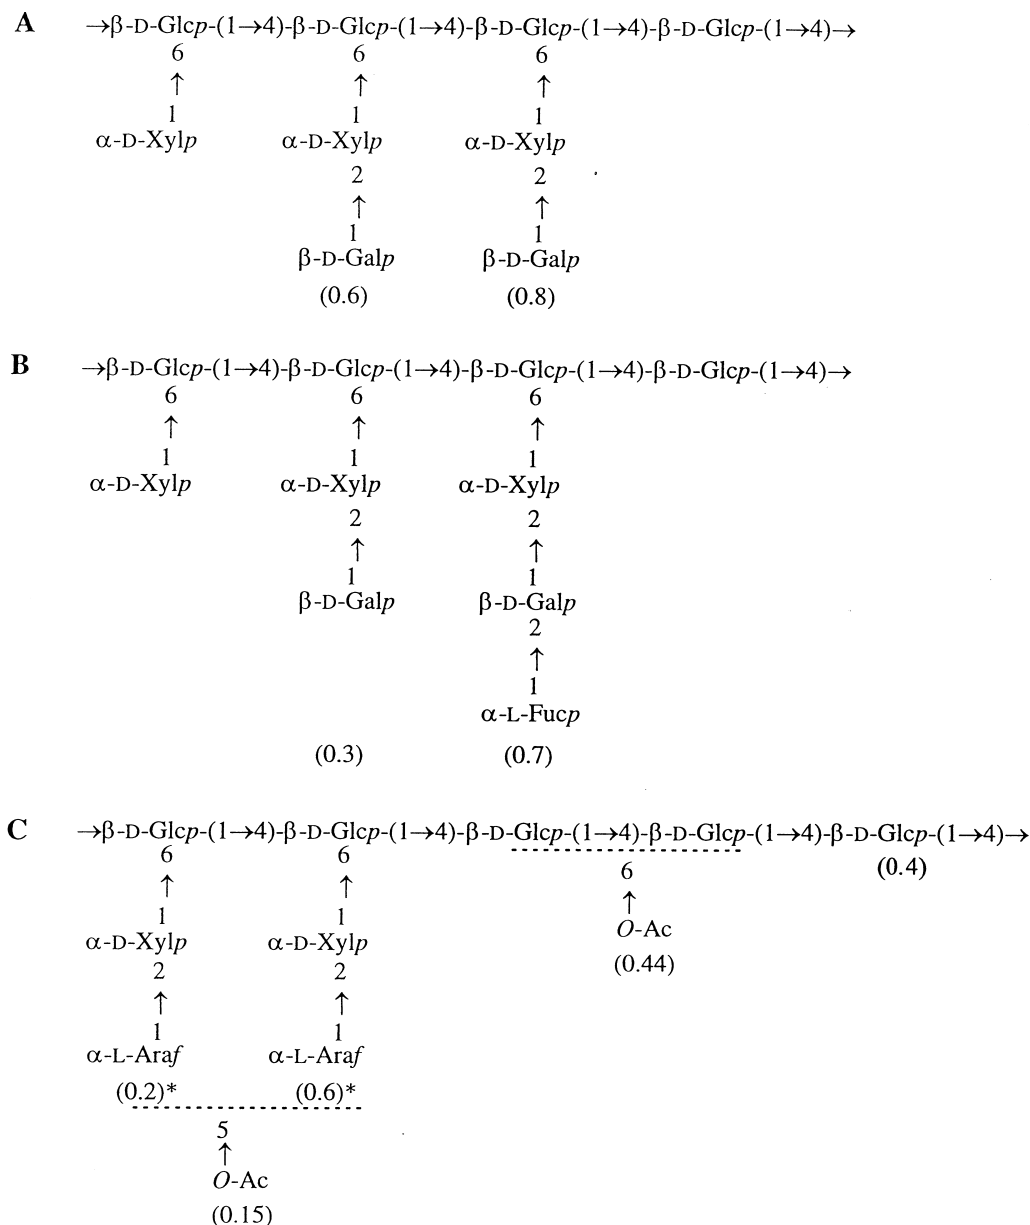 A →β-D-Glcp-(1→4)-β-D-Glcp-(1→4)-β-D-Glcp-(1→4)-β-D-Glcp-(1→4)→
6 6 6
↑ ↑ ↑
1 1 1
α-D-Xylp α-D-Xylp α-D-Xylp
2 2
↑ ↑
1 1
β-D-Galp β-D-Galp
(0.6) (0.8)
B →β-D-Glcp-(1→4)-β-D-Glcp-(1→4)-β-D-Glcp-(1→4)-β-D-Glcp-(1→4)→
6 6 6
↑ ↑ ↑
1 1 1
α-D-Xylp α-D-Xylp α-D-Xylp
2 2
↑ ↑
1 1
β-D-Galp β-D-Galp
2
↑
1
α-L-Fucp
(0.3) (0.7)
C →β-D-Glcp-(1→4)-β-D-Glcp-(1→4)-β-D-Glcp-(1→4)-β-D-Glcp-(1→4)-β-D-Glcp-(1→4)→
6 6 6 (0.4)
↑ ↑ ↑
1 1 O-Ac
α-D-Xylp α-D-Xylp (0.44)
2 2
↑ ↑
1 1
α-L-Araf α-L-Araf
(0.2)* (0.6)*
5
↑
O-Ac
(0.15)